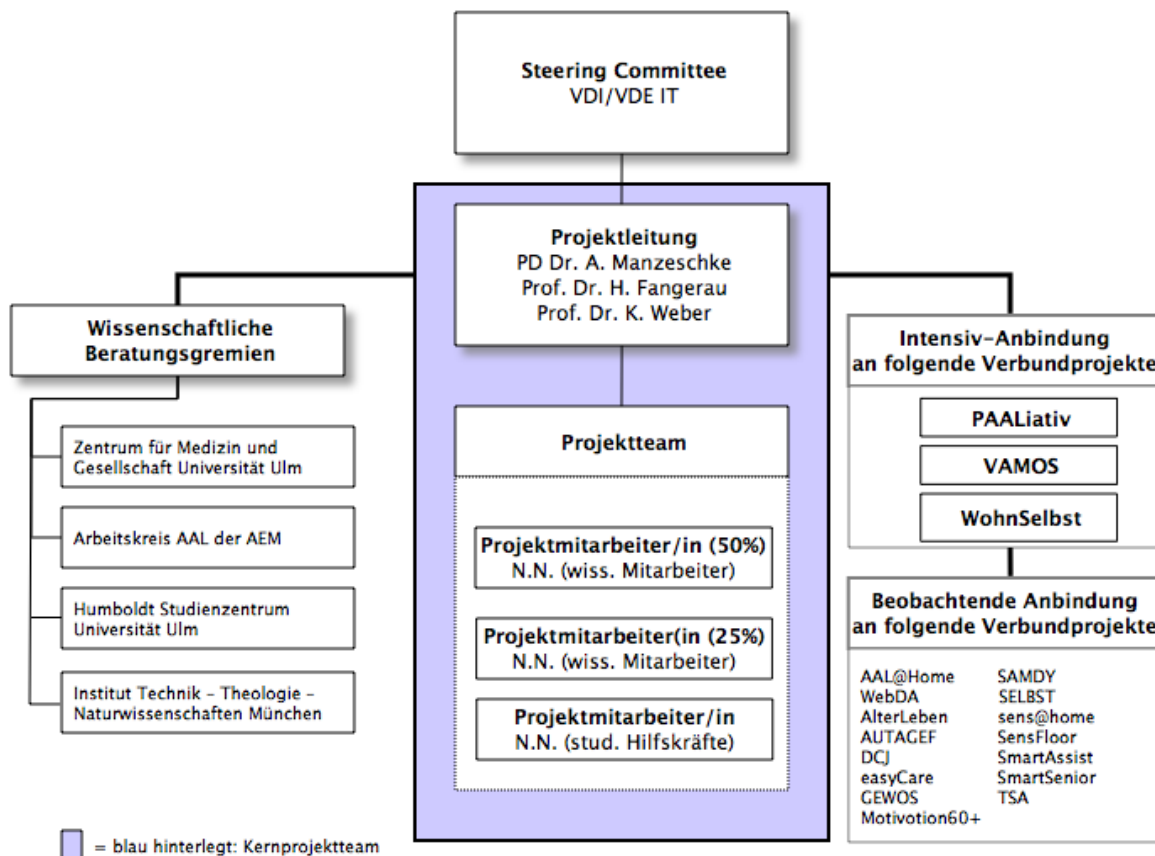 Steering Committee
VDI/VDE IT
Projektleitung
PD Dr. A. Manzeschke
Prof. Dr. H. Fangerau
Prof. Dr. K. Weber
Wissenschaftliche
Beratungsgremien
Zentrum für Medizin und
Gesellschaft Universität Ulm
Arbeitskreis AAL der AEM
Humboldt Studienzentrum
Universität Ulm
Institut Technik – Theologie –
Naturwissenschaften München
Projektteam
Projektmitarbeiter/in (50%)
N.N. (wiss. Mitarbeiter)
Projektmitarbeiter(in (25%)
N.N. (wiss. Mitarbeiter)
Projektmitarbeiter/in
N.N. (stud. Hilfskräfte)
Intensiv-Anbindung
an folgende Verbundprojekte
PAALiativ
VAMOS
WohnSelbst
Beobachtende Anbindung
an folgende Verbundprojekte
AAL@Home
WebDA
AlterLeben
AUTAGEF
DCJ
easyCare
GEWOS
Motivotion60+
SAMDY
SELBST
sens@home
SensFloor
SmartAssist
SmartSenior
TSA
= blau hinterlegt: Kernprojektteam